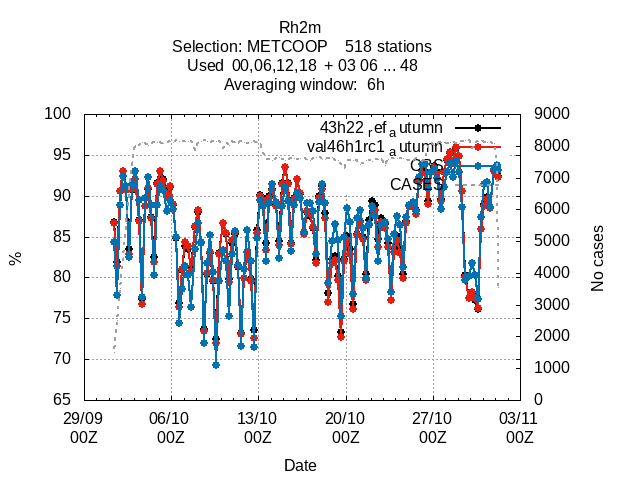 Rh2m
Selection: METCOOP 518 stations
Used 00,06,12,18 + 03 06 ... 48
Averaging window: 6h
43h22_ref_autumn
val46h1rc1_autumn
OBS
CASES
100
95
90
85
80
75
70
65
%
9000
8000
7000
6000
5000
4000
3000
2000
1000
0
No cases
29/09 06/10 13/10 20/10 27/10 03/11
00Z 00Z 00Z 00Z 00Z 00Z
Date